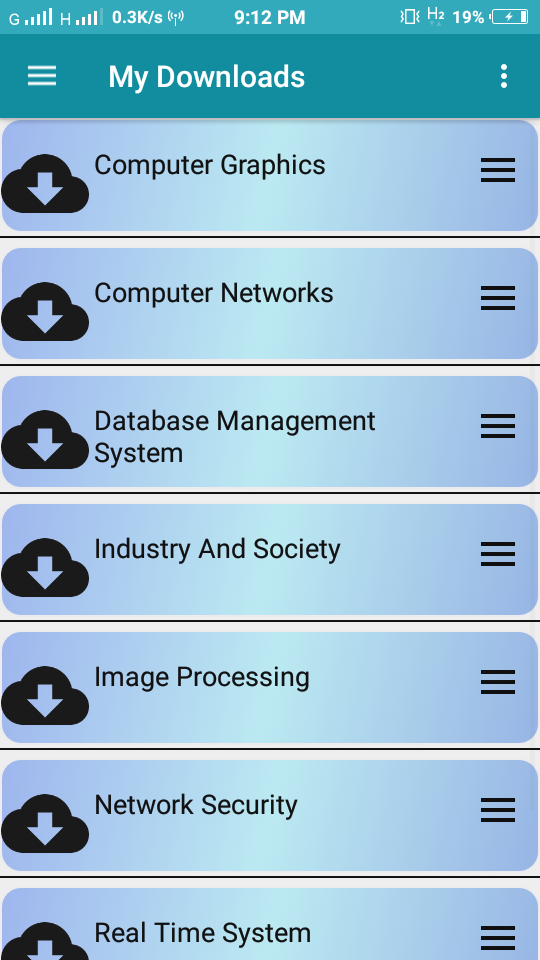 G H 0.3K/s 9:12 PM H2 19%
My Downloads
Computer Graphics
Computer Networks
Database Management
System
Industry And Society
Image Processing
Network Security
Real Time System